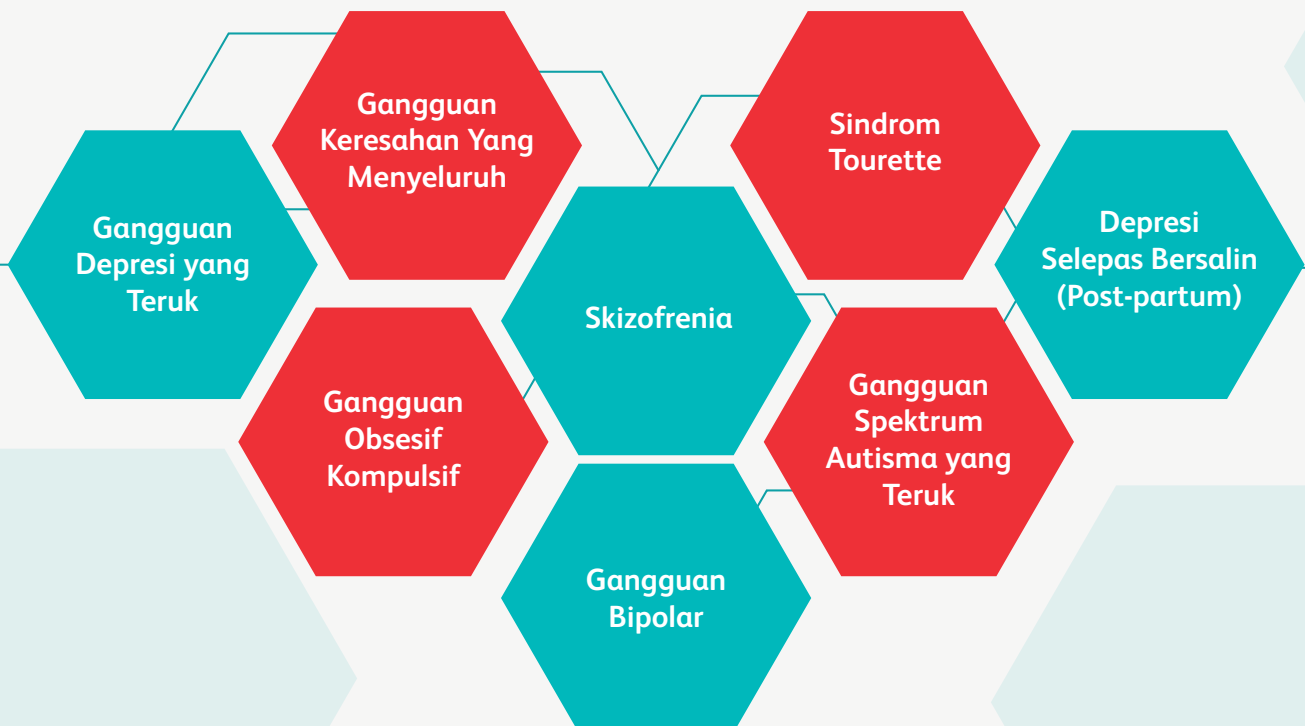 Gangguan
Keresahan Yang
Menyeluruh
Sindrom
Tourette
Gangguan
Depresi yang
Teruk
Depresi
Selepas Bersalin
(Post-partum)
Skizofrenia
Gangguan
Obsesif
Kompulsif
Gangguan
Spektrum
Autisma yang
Teruk
Gangguan
Bipolar